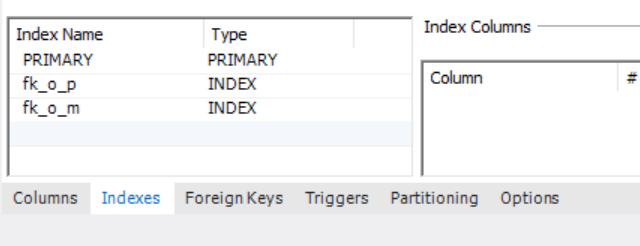 Index Name Type
PRIMARY PRIMARY
fk_o_p INDEX
fk_o_m INDEX
Index Columns
Column #
Columns Indexes Foreign Keys Triggers Partitioning Options